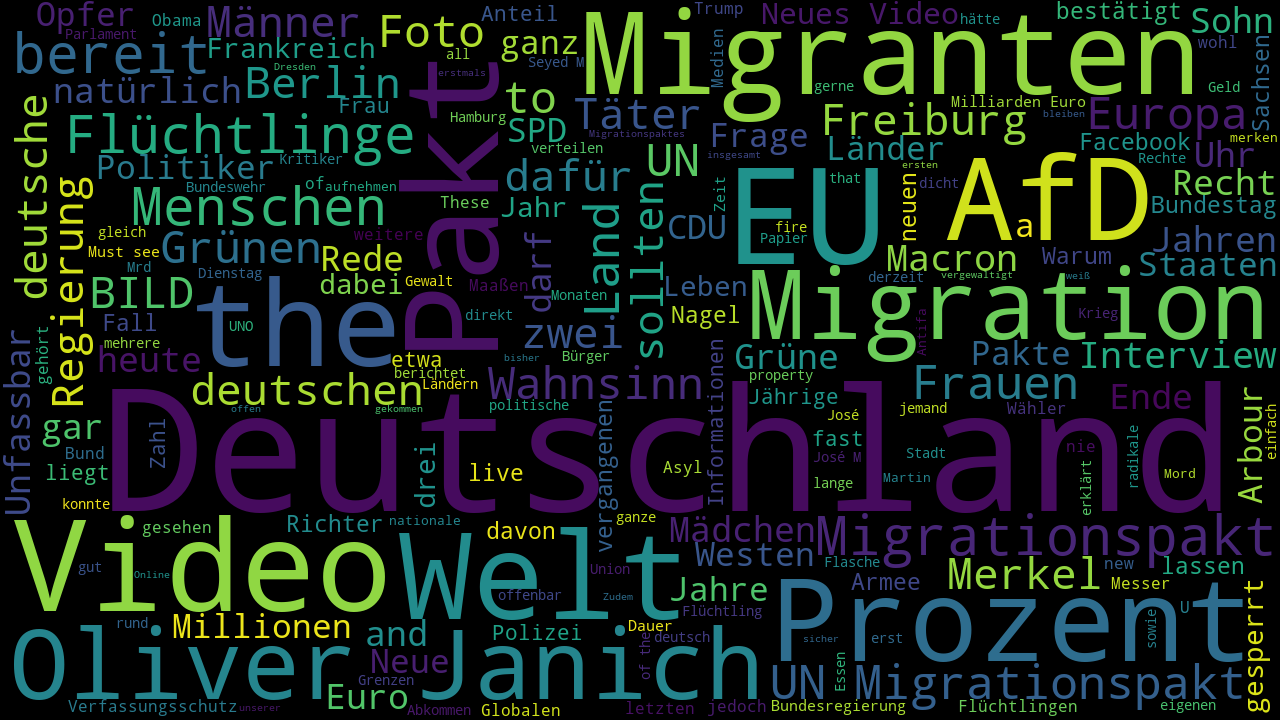 Opfer
Parlament
Obama
Männer
Foto
Anteil
Migranten
Trump
Neues Video
hätte
bestätigt
Sohn
bereit
Frankreich
all
ganz
Seyed M
Medien
wohl
Dresden
erstmals
natürlich
Berlin
Frau
Pakt
to
gerne
Geld
Sachsen
Hamburg
Täter
Milliarden Euro
bleiben
Europa
deutsche
Flüchtlinge
SPD
verteilen
Migrationspaktes
Frage
Freiburg
Facebook
merken
Politiker
Kritiker
UN
insgesamt
Länder
Rechte
Uhr
Bundeswehr
of
aufnehmen
dafür
EU
that
ersten
AfD
Recht
Regierung
Menschen
These
Jahr
Land
sollten
Zeit
neuen
dicht
Bundestag
gleich
weitere
CDU
fire
Papier
a
Must see
Grünen
Rede
darf
Macron
Warum
Jahren
Mrd
Dienstag
dabei
Gewalt
Maaßen
Leben
derzeit
vergewaltigt
weiß
Staaten
BILD
the
Monaten
Migration
UNO
direkt
Nagel
Antifa
Krieg
Unfassbar
gehört
Fall
mehrere
zwei
heute
etwa
bisher
Bürger
Grüne
Pakte
Interview
berichtet
Ländern
Wahnsinn
Informationen
property
Frauen
deutschen
Jährige
Ende
Arbour
einfach
offen
gekommen
politische
vergangenen
José
jemand
Wähler
gar
zahl
Deutschland
drei
fast
nie
radikale
Bund
José M
Stadt
liegt
live
Asyl
erklärt
Martin
Mord
konnte
lange
Video
gesehen
Richter
nationale
Welt
davon
ganze
Mädchen
Migrationspakt
gut
Online
Union
Westen
Flasche
Merkel
new
lassen
offenbar
Zudem
Jahre
Armee
Prozent
Messer
gesperrt
rund
Millionen
and
Polizei
Dauer
Flüchtling
U
Oliver Janich
deutsch
sicher
erst
sowie
Neue
of the
Essen
Grenzen
UN Migrationspakt
Verfassungsschutz
unserer
Euro
Abkommen
Globalen
letzten
jedoch
Bundesregierung
Flüchtlingen
eigenen